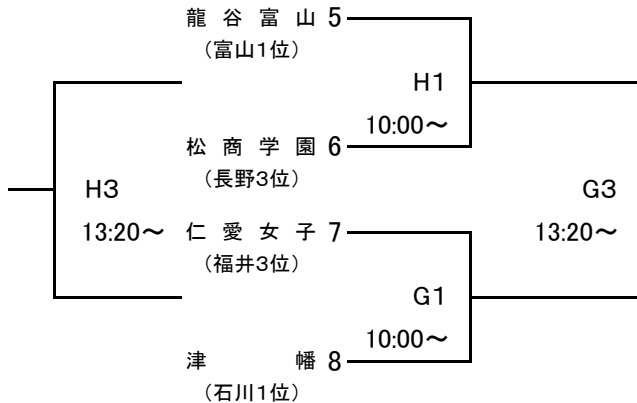 龍谷富山 5
（富山1位）
H1
10:00～
松商学園 6
（長野3位）
H3
G3
13:20～
仁愛女子 7
13:20～
（福井3位）
G1
10:00～
津幡 8
（石川1位）